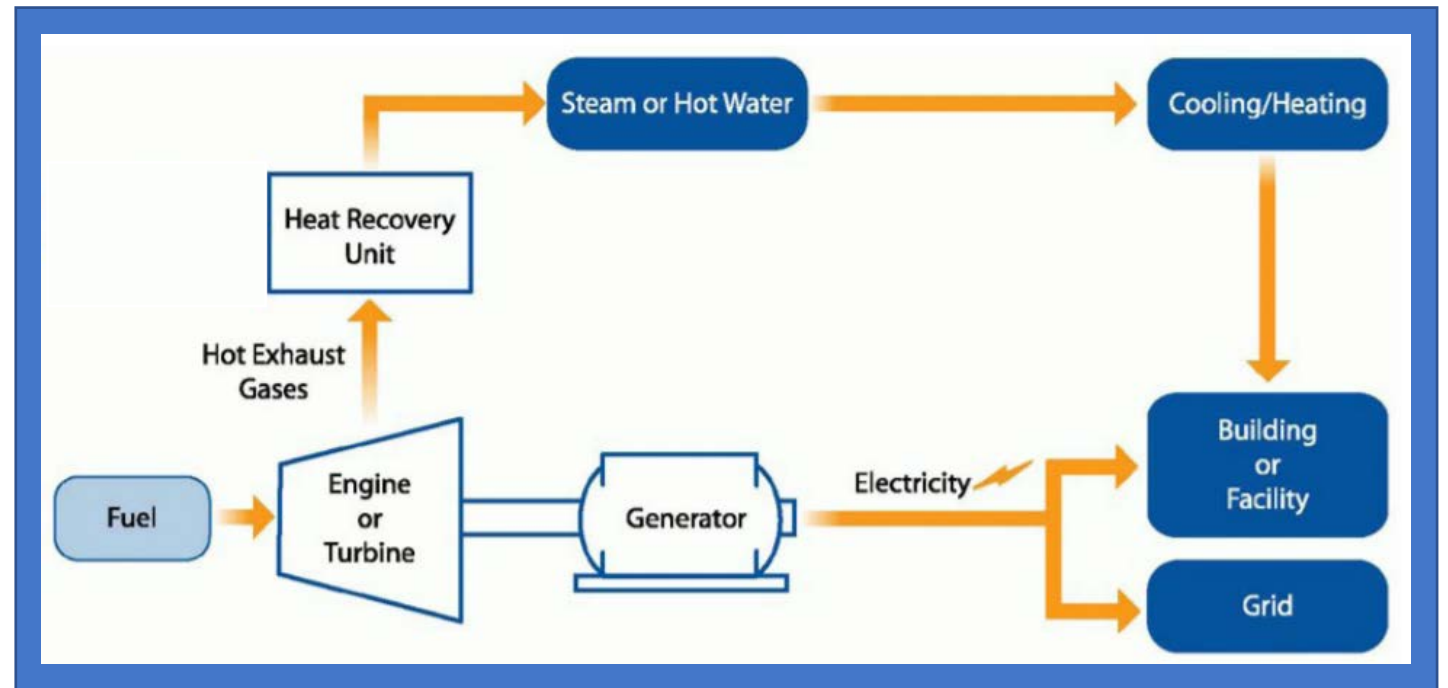 Steam or Hot Water
Cooling/Heating
Heat Recovery
Unit
Hot Exhaust
Gases
Fuel
Engine
or
Turbine
Generator
Electricity
Building
or
Facility
Grid